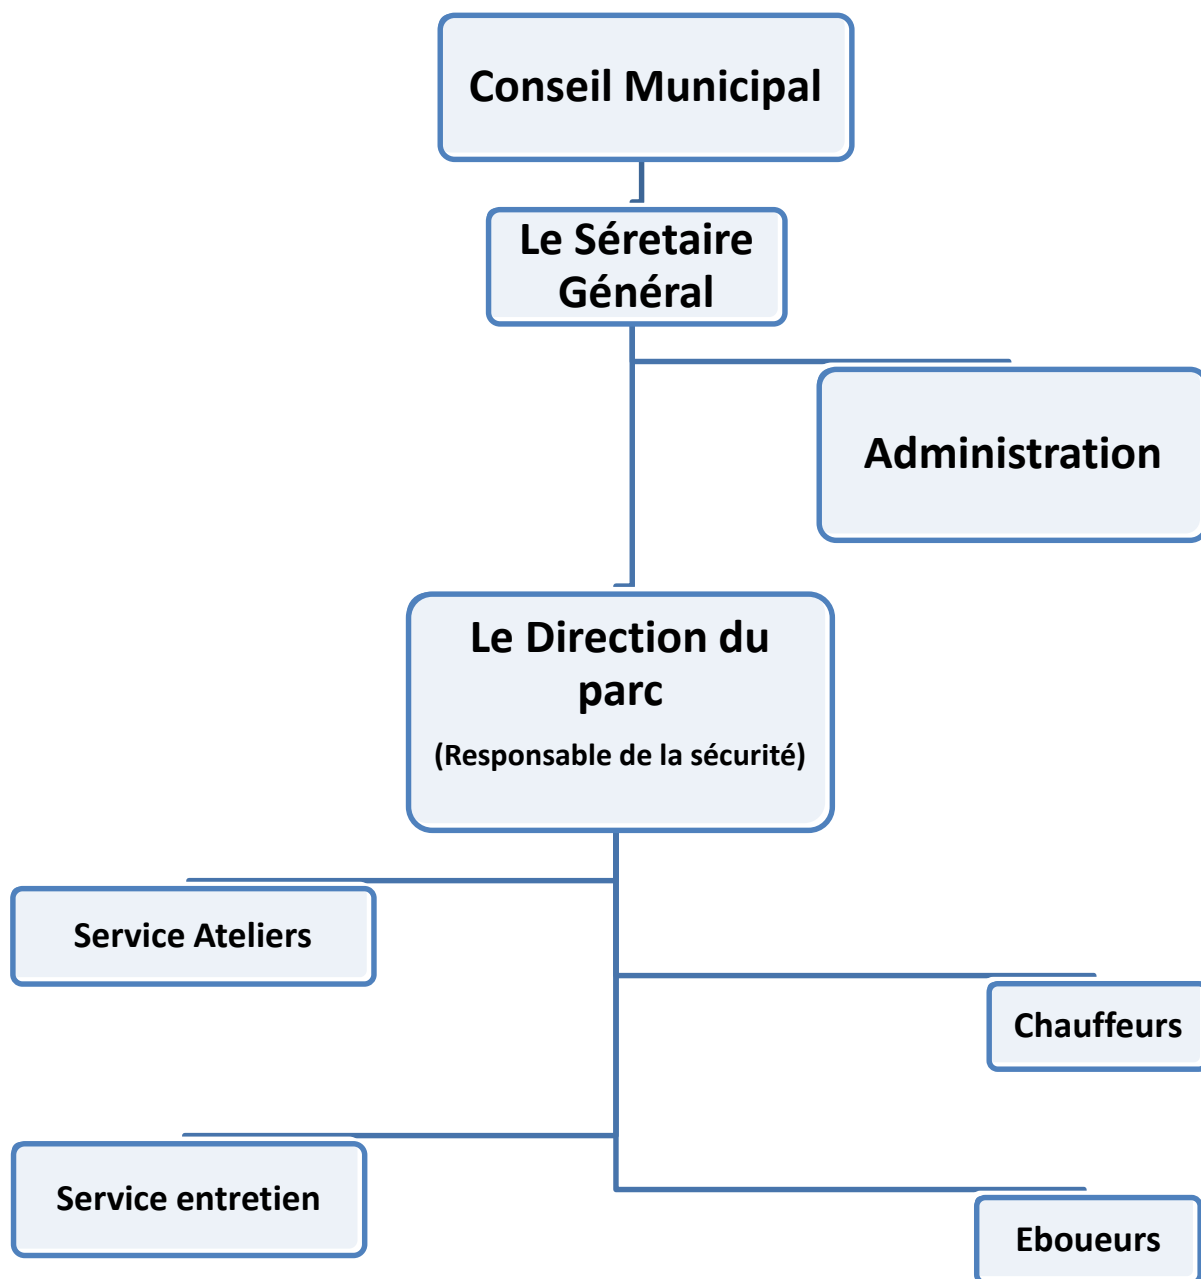 Conseil Municipal
Le Séretaire
Général
Administration
Le Direction du
parc
(Responsable de la sécurité)
Service Ateliers
Chauffeurs
Service entretien
Eboueurs